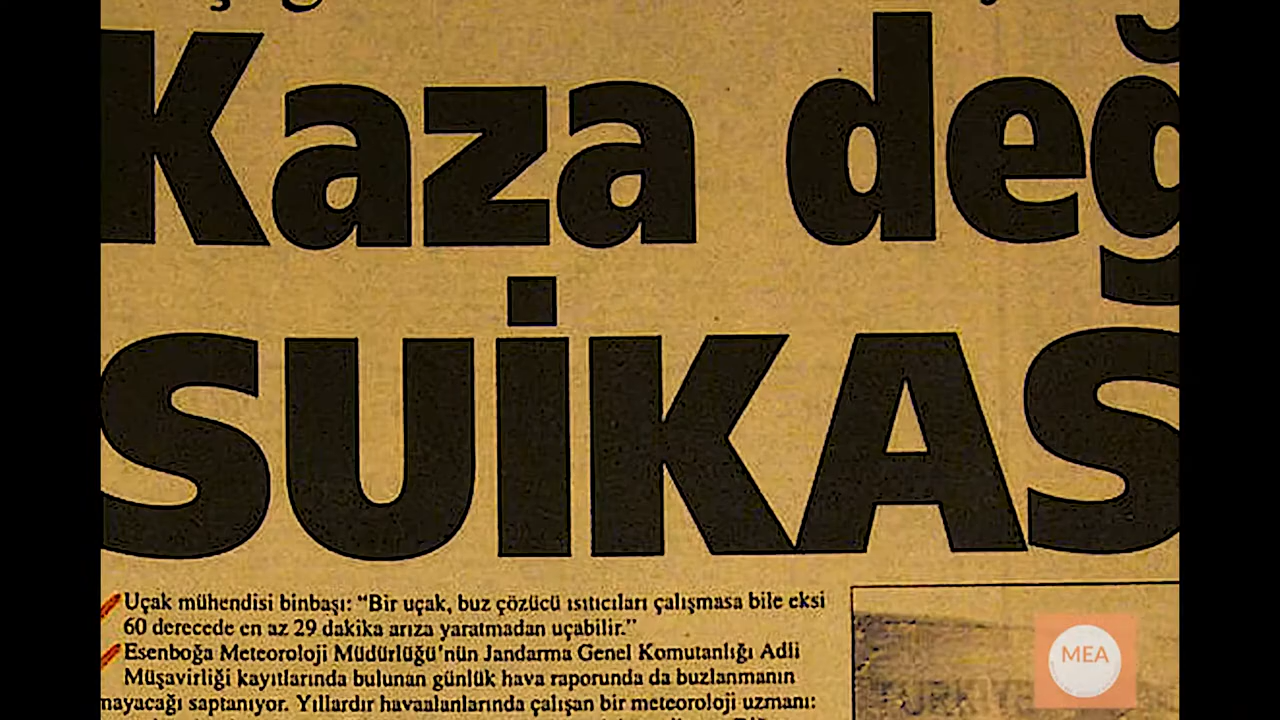 Kaza değ
SUİKAS
Uçak mühendisi binbaşı: “Bir uçak, buz çözücü ısıtıcıları çalışmasa bile eksi
60 derecede en az 29 dakika arıza yaratmadan uçabilir.”
Esenboğa Meteoroloji Müdürlüğü'nün Jandarma Genel Komutanlığı Adli
Müşavirliği kayıtlarında bulunan günlük hava raporunda da buzlanmanın
mayacağı saptanıyor. Yıllardır havaalanlarında çalışan bir meteoroloji uzmanı:
MEA